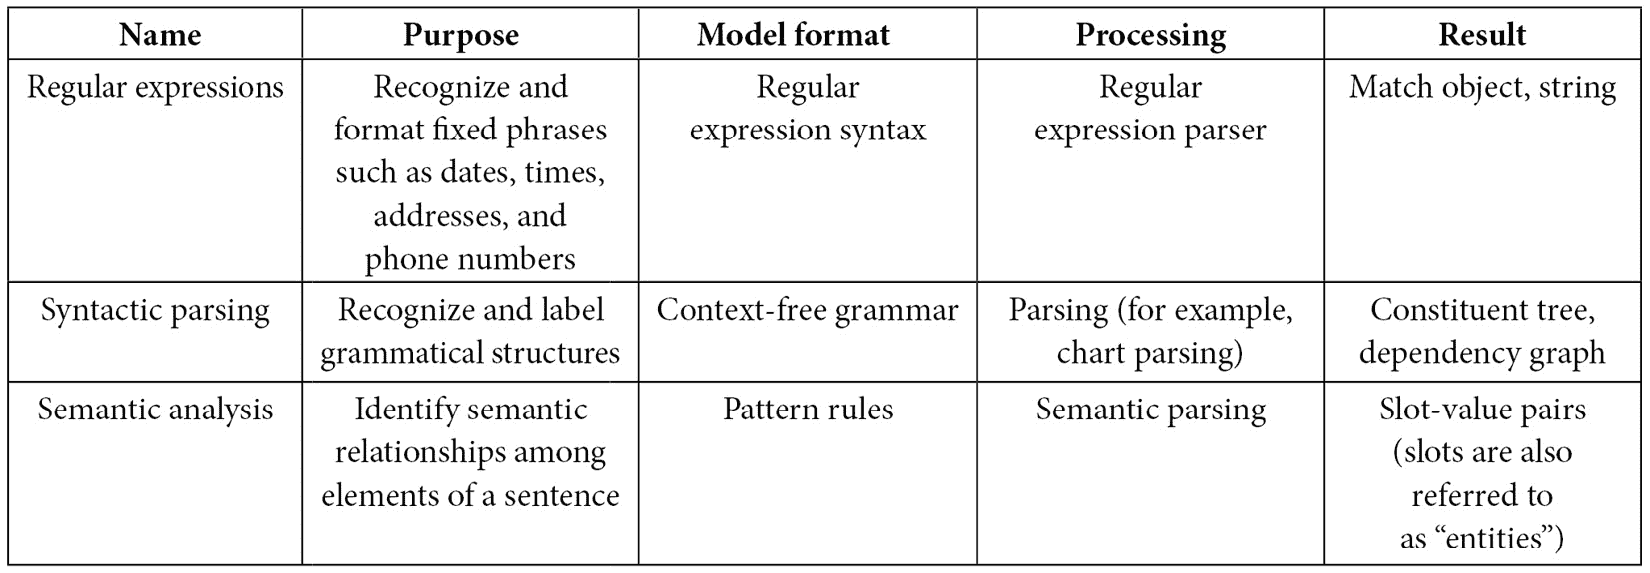 Name Purpose Model format Processing Result
Regular expressions Recognize and Regular Regular Match object, string
format fixed phrases expression syntax expression parser
such as dates, times,
addresses, and
phone numbers
Syntactic parsing Recognize and label Context-free grammar Parsing (for example, Constituent tree,
grammatical structures chart parsing) dependency graph
Semantic analysis Identify semantic Pattern rules Semantic parsing Slot-value pairs
relationships among (slots are also
elements of a sentence referred to
as “entities”)